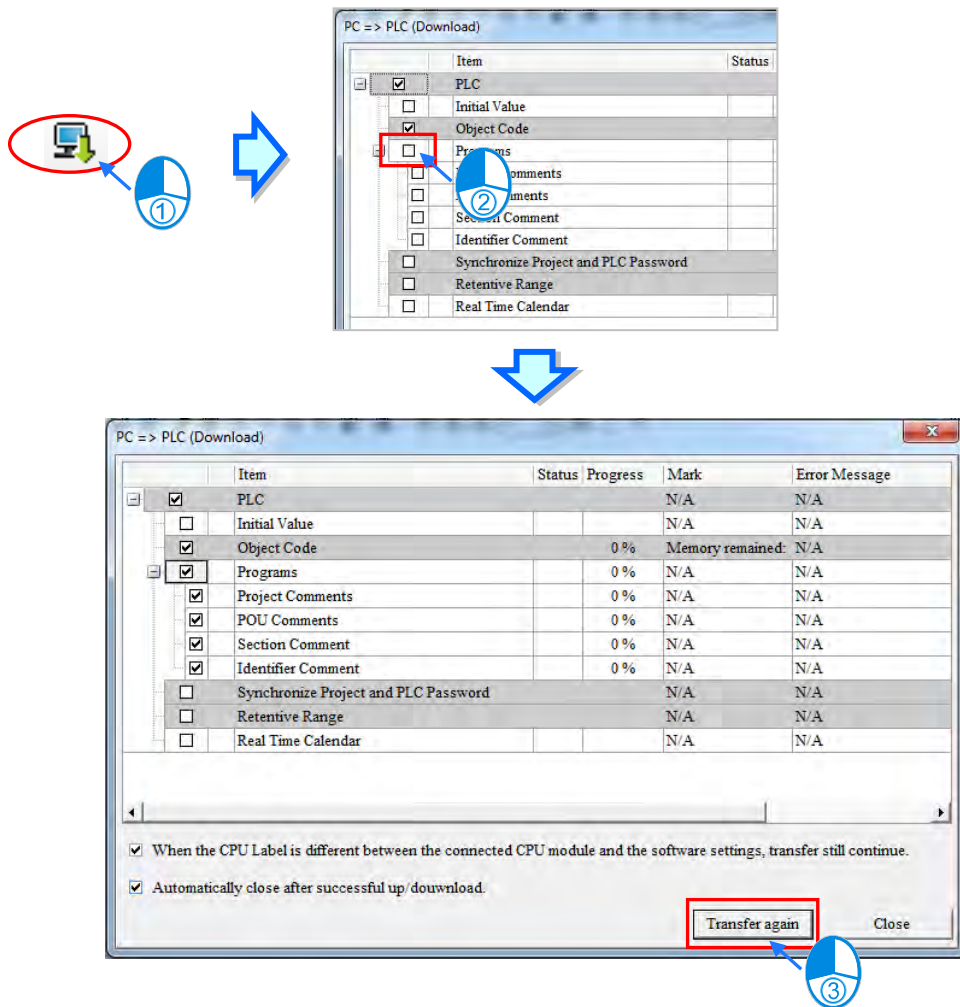 PC => PLC (Download)
Item Status
PLC
Initial Value
Object Code
①
②
Section Comment
Identifier Comment
Synchronize Project and PLC Password
Retentive Range
Real Time Calendar
PC => PLC (Download)
Item Status Progress Mark Error Message
PLC N/A N/A
Initial Value N/A N/A
Object Code 0 % Memory remained: N/A
Programs 0 % N/A N/A
Project Comments 0 % N/A N/A
POU Comments 0 % N/A N/A
Section Comment 0 % N/A N/A
Identifier Comment 0 % N/A N/A
Synchronize Project and PLC Password N/A N/A
Retentive Range N/A N/A
Real Time Calendar N/A N/A
When the CPU Label is different between the connected CPU module and the software settings, transfer still continue.
Automatically close after successful up/douwnload.
Transfer again Close
③